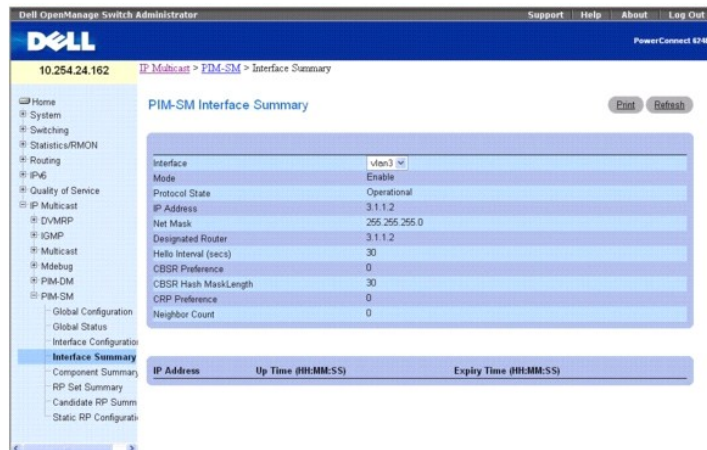 Dell OpenManage Switch Administrator Support Help About Log Out
DELL
PowerConnect
10.254.24.162
IP Multicast > PIM-SM > Interface Summary
Home
System
Switching
Statistics/RMON
Routing
IPv6
Quality of Service
IP Multicast
DVMRP
IGMP
Multicast
Mdebug
PIM-DM
PIM-SM
Global Configuration
Global Status
Interface Configuration
Interface Summary
Component Summary
RP Set Summary
Candidate RP Summ
Static RP Configurati
PIM-SM Interface Summary
Print Refresh
Interface vlan3
Mode Enable
Protocol State Operational
IP Address 3.1.1.2
Net Mask 255.255.255.0
Designated Router 3.1.1.2
Hello Interval (secs) 30
CBSR Preference 0
CBSR Hash MaskLength 30
CRP Preference 0
Neighbor Count 0
IP Address Up Time (HH:MM:SS) Expiry Time (HH:MM:SS)